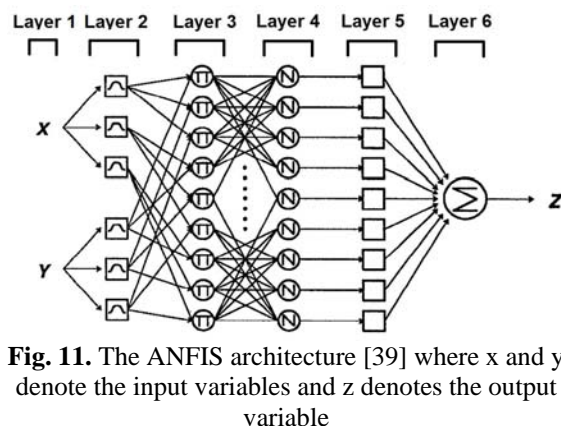 Layer 1 Layer 2 Layer 3 Layer 4 Layer 5 Layer 6
X
Y
Π
Π
Π
Π
Π
Π
Π
Π
Π
N
N
N
N
N
N
N
N
N
Σ
Z
Fig. 11. The ANFIS architecture [39] where x and y
denote the input variables and z denotes the output
variable